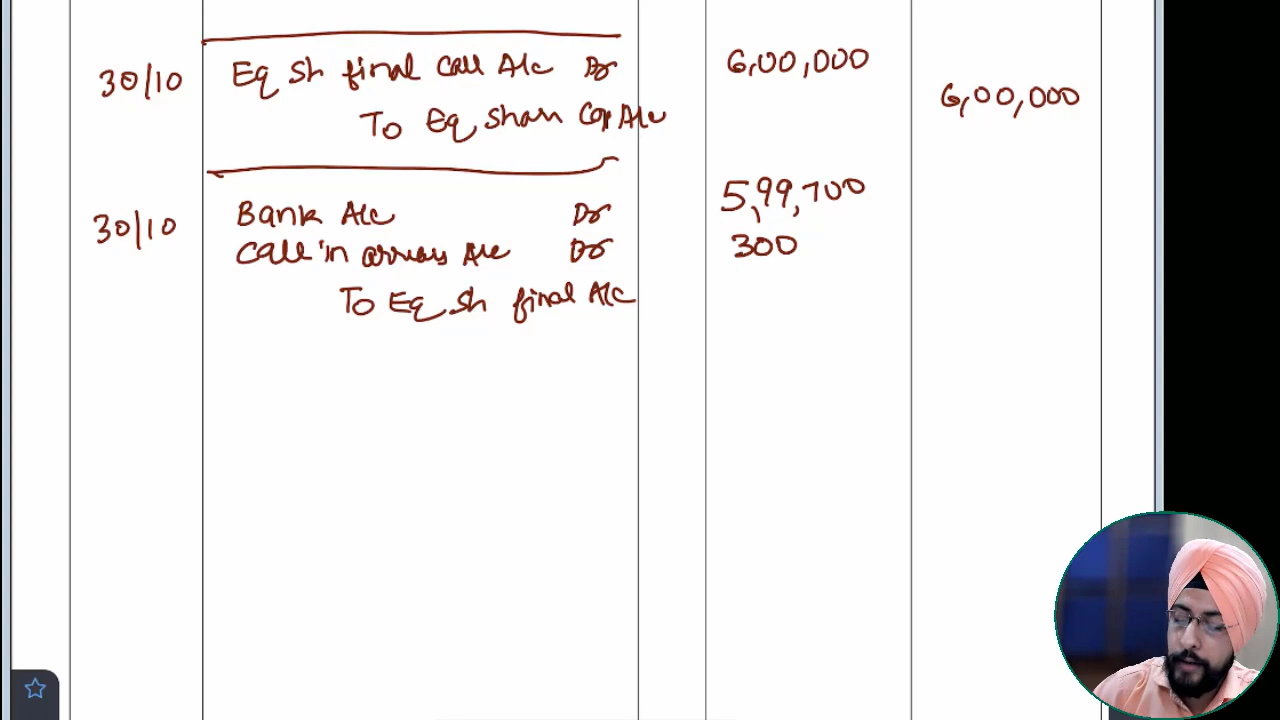 30/10 Eq Sh final Call A/c Dr 6,00,000
To Eq Share Cap A/c 6,00,000
30/10 Bank A/c Dr 5,99,700
Call in arrears A/c Dr 300
To Eq Sh final A/c